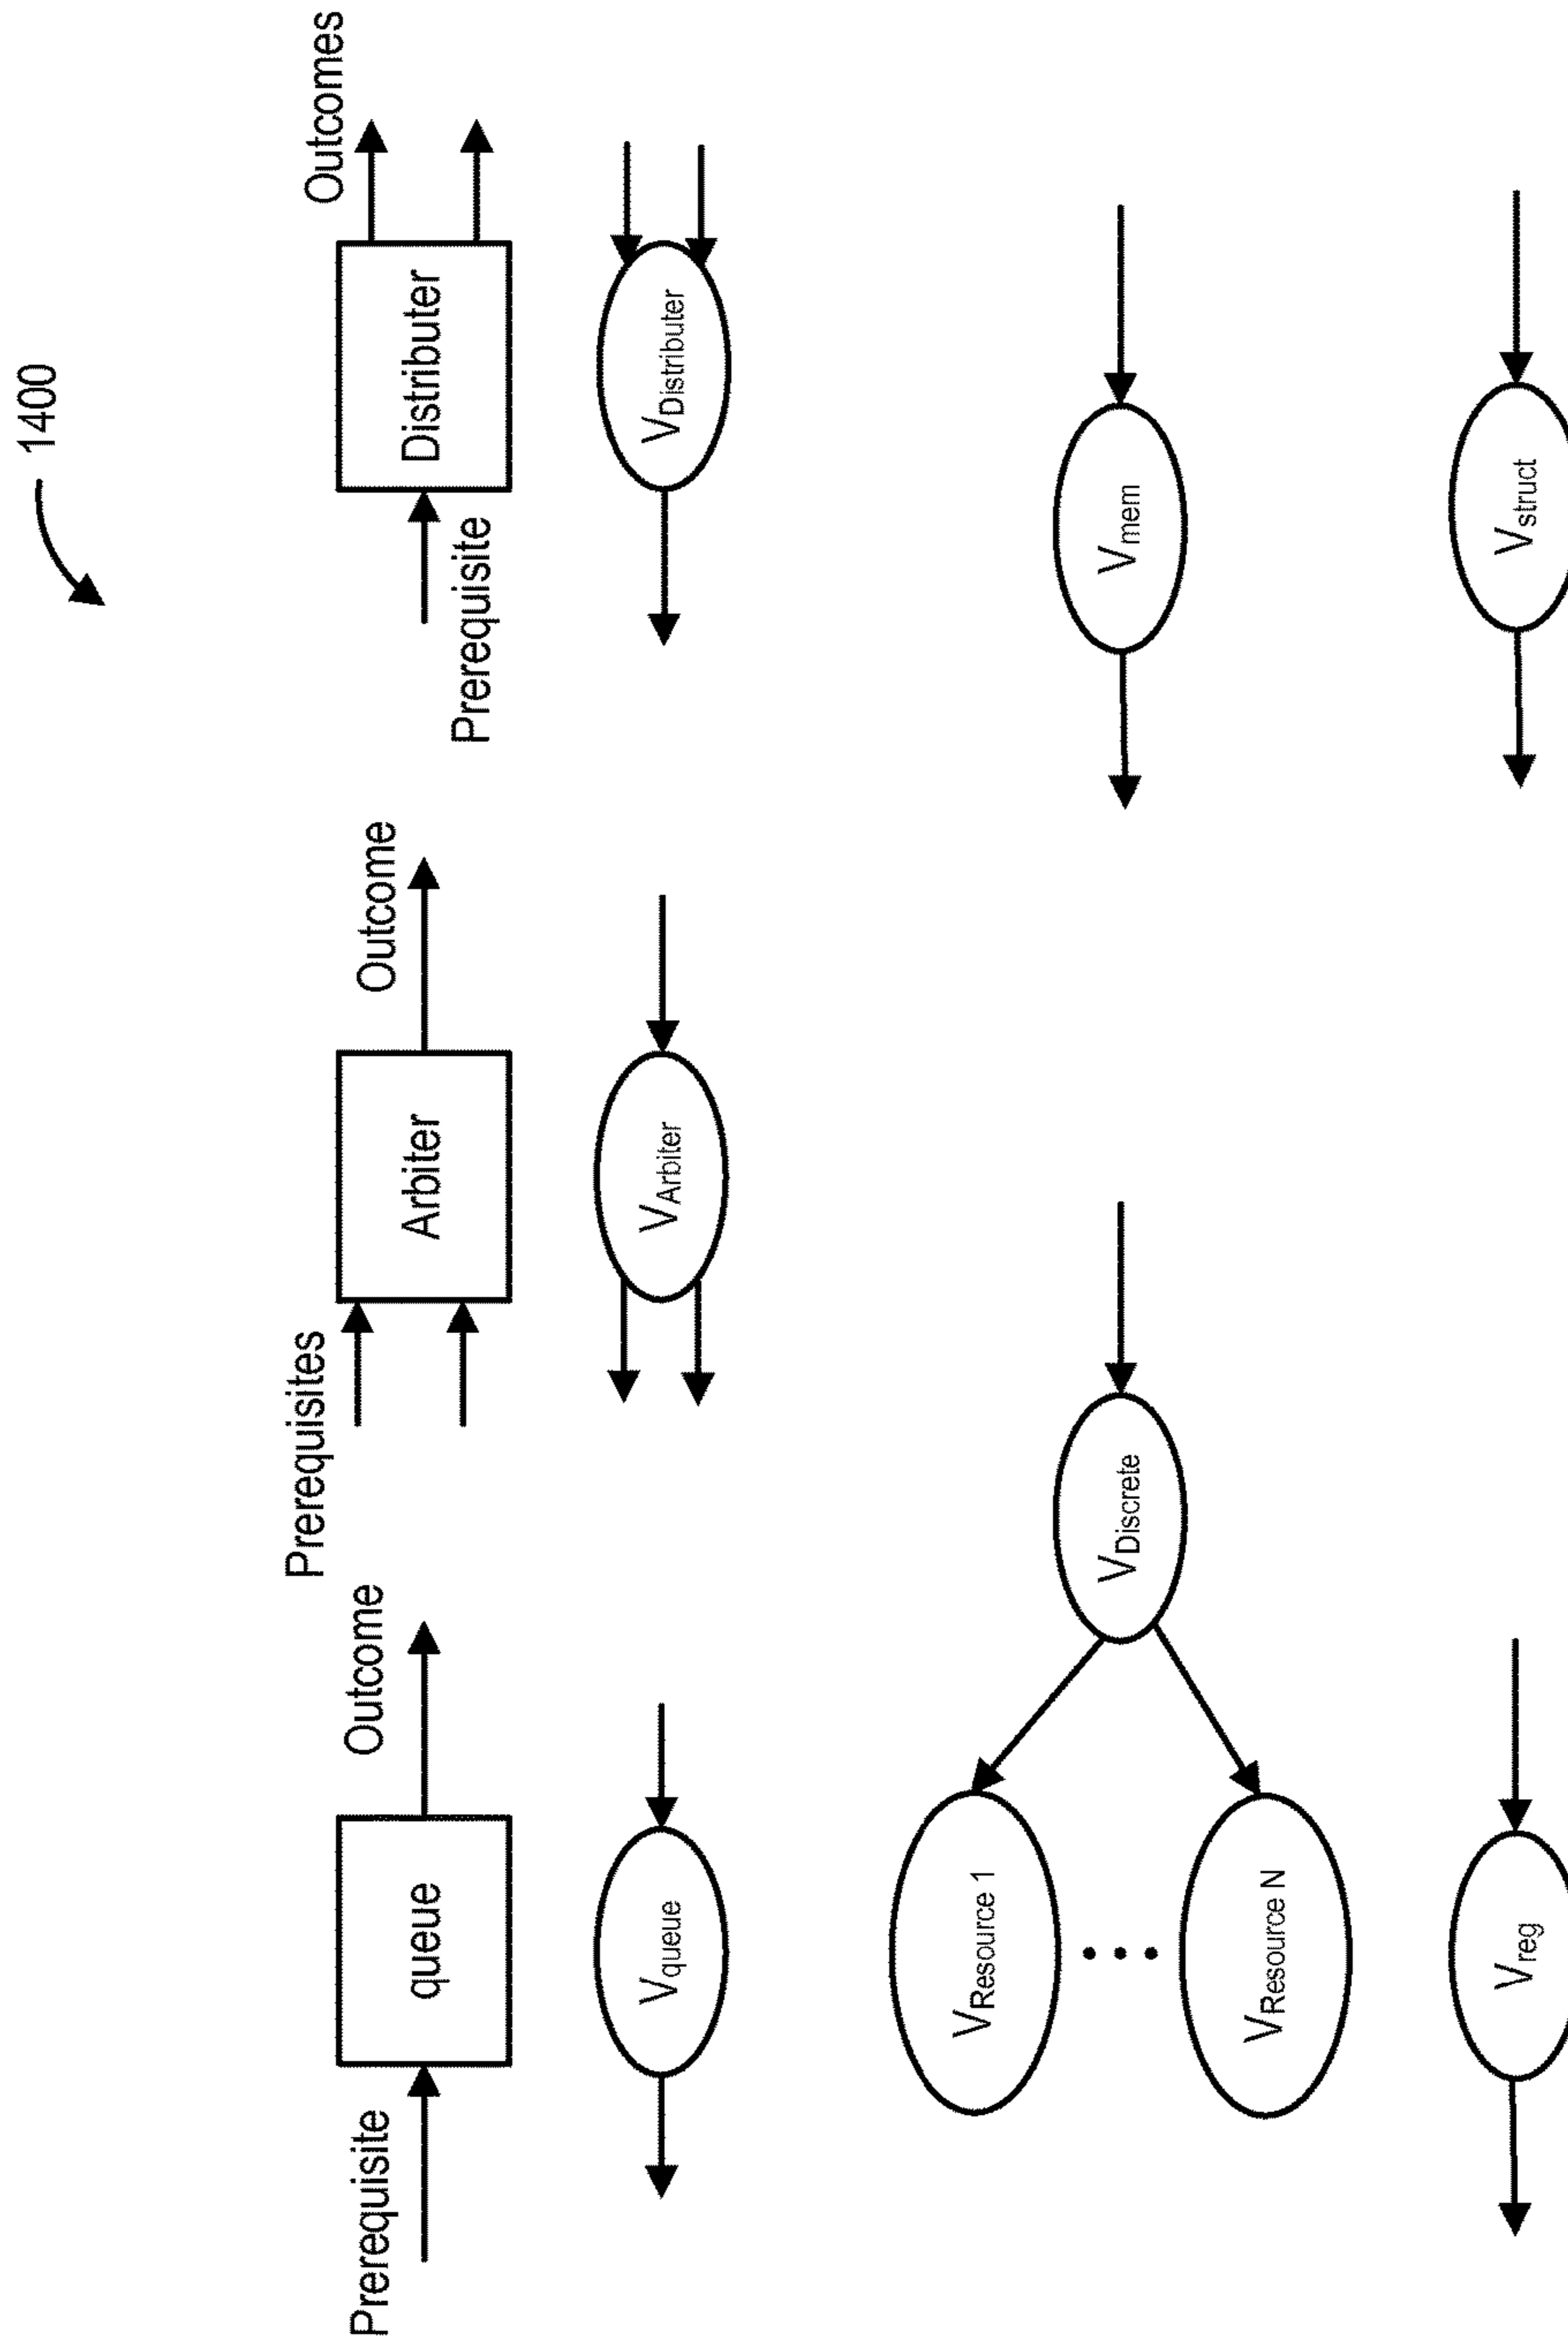 1400
Prerequisite
queue
Outcome
Prerequisites
Arbiter
Outcome
Prerequisite
Distributer
Outcomes
Vqueue
VArbiter
VDistributer
VResource 1
VResource N
VDiscrete
Vmem
Vreg
Vstruct